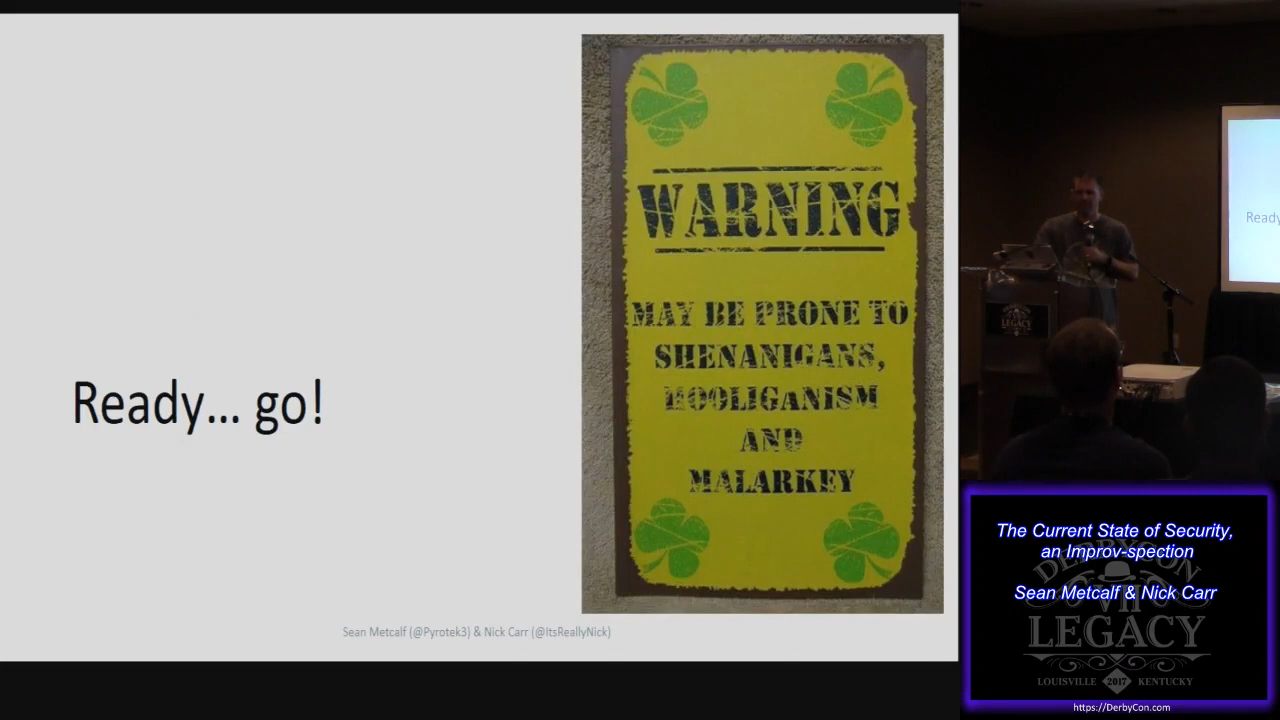 Ready... go!
WARNING
MAY BE PRONE TO
SHENANIGANS,
HOOLIGANISM
AND
MALARKEY
Sean Metcalf (@Pyrotek3) & Nick Carr (@ItsReallyNick)
Ready
LEGACY
The Current State of Security,
an Improv-spection
Sean Metcalf & Nick Carr
DERBYCON
VII
LEGACY
LOUISVILLE 2017 KENTUCKY
https://DerbyCon.com